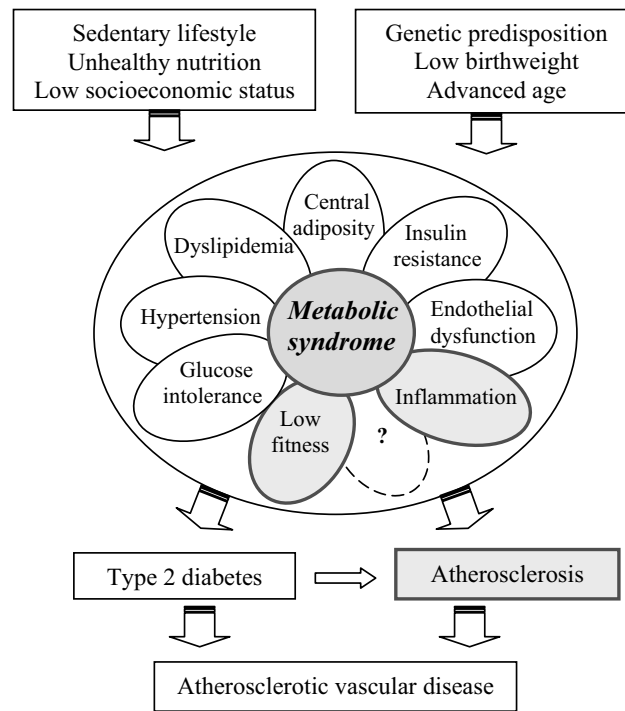 Sedentary lifestyle
Unhealthy nutrition
Low socioeconomic status
Genetic predisposition
Low birthweight
Advanced age
Central
adiposity
Dyslipidemia
Insulin
resistance
Hypertension
Metabolic
syndrome
Endothelial
dysfunction
Glucose
intolerance
Inflammation
Low
fitness
?
Type 2 diabetes
Atherosclerosis
Atherosclerotic vascular disease